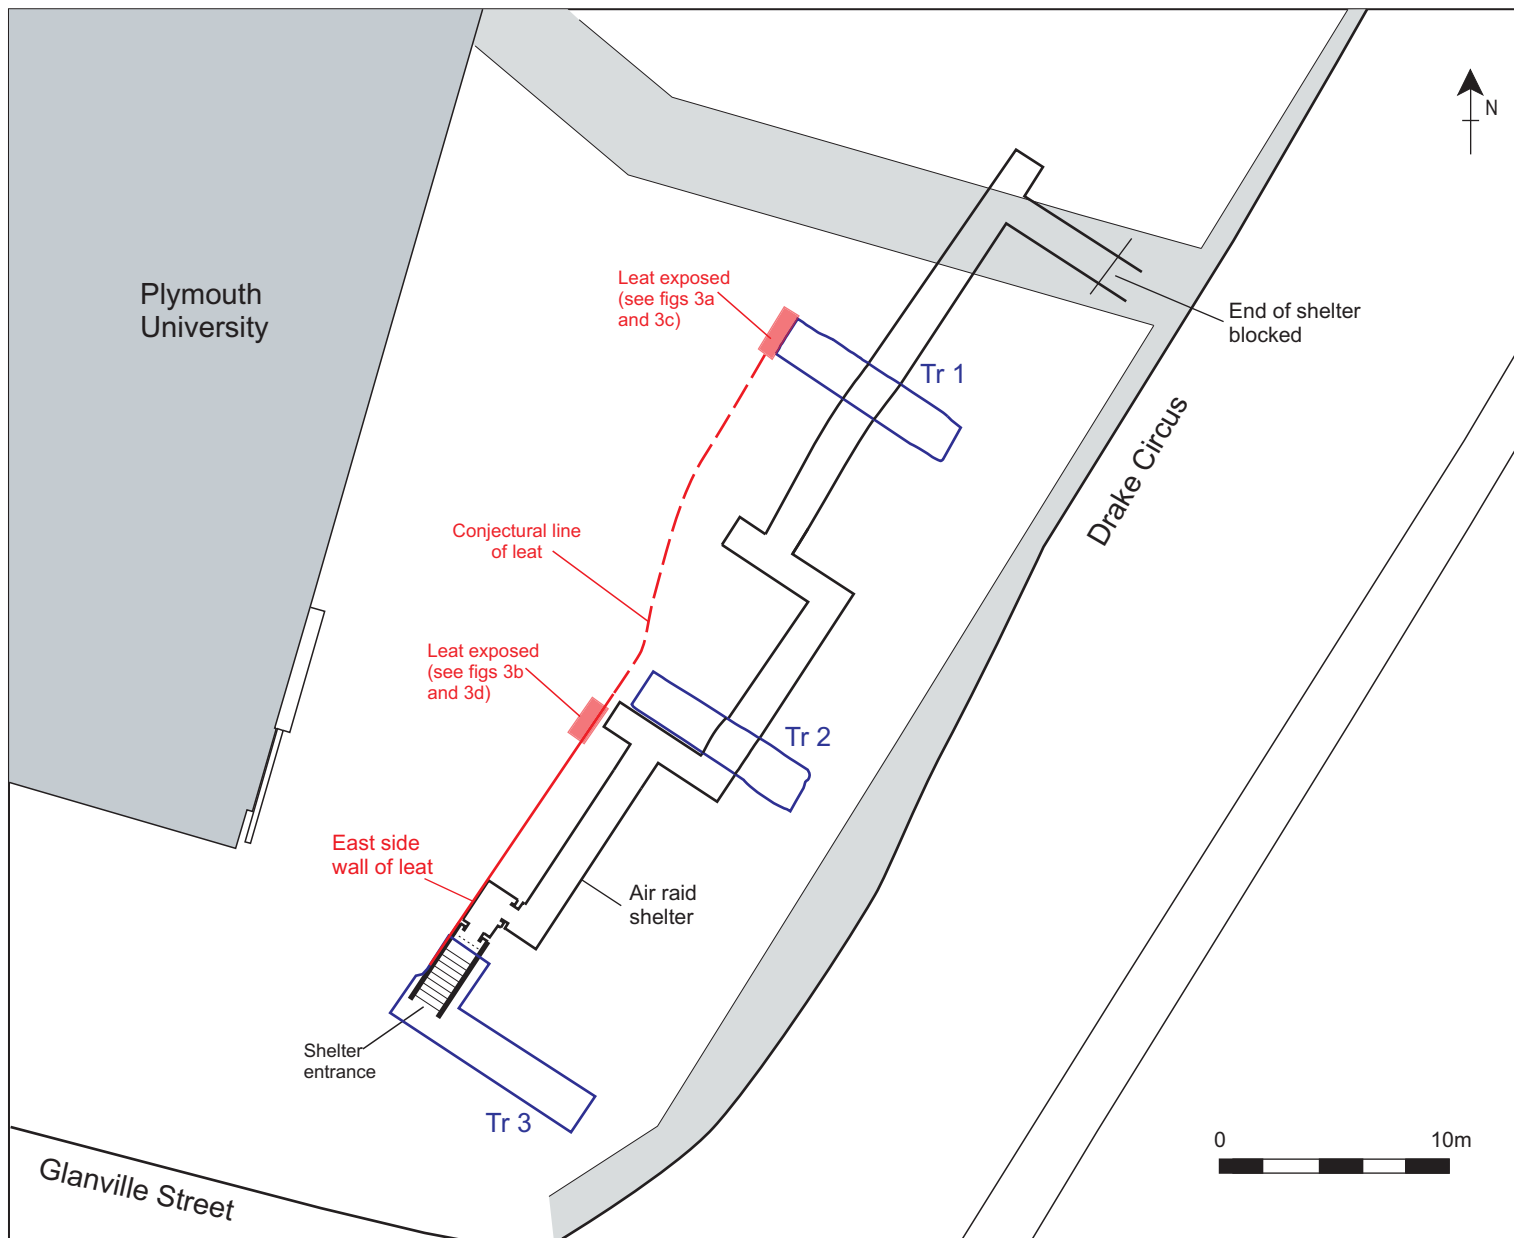 N
Plymouth
University
Leat exposed
(see figs 3a
and 3c)
End of shelter
blocked
Tr 1
Drake Circus
Conjectural line
of leat
Leat exposed
(see figs 3b
and 3d)
Tr 2
East side
wall of leat
Air raid
shelter
Shelter
entrance
Tr 3
Glanville Street
0 10m